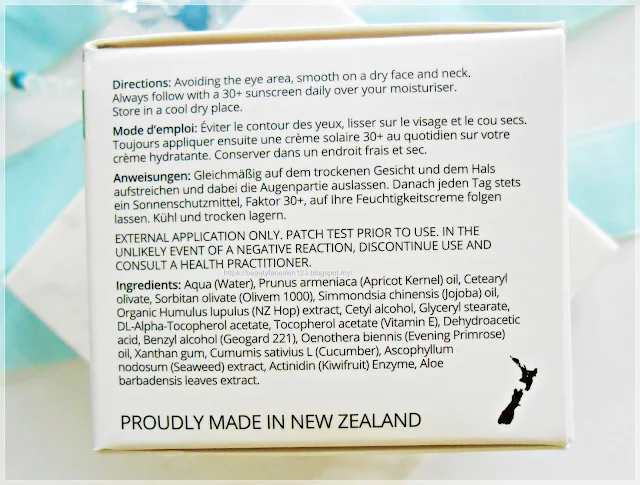 Directions: Avoiding the eye area, smooth on a dry face and neck.
Always follow with a 30+ sunscreen daily over your moisturiser.
Store in a cool dry place.
Mode d'emploi: Éviter le contour des yeux, lisser sur le visage et le cou secs.
Toujours appliquer ensuite une crème solaire 30+ au quotidien sur votre
crème hydratante. Conserver dans un endroit frais et sec.
Anweisungen: Gleichmäßig auf dem trockenen Gesicht und dem Hals
aufstreichen und dabei die Augenpartie auslassen. Danach jeden Tag stets
ein Sonnenschutzmittel, Faktor 30+, auf Ihre Feuchtigkeitscreme folgen
lassen. Kühl und trocken lagern.
EXTERNAL APPLICATION ONLY. PATCH TEST PRIOR TO USE. IN THE
UNLIKELY EVENT OF A NEGATIVE REACTION, DISCONTINUE USE AND
CONSULT A HEALTH PRACTITIONER.
https://beautyfaceskin123.blogspot.my/
Ingredients: Aqua (Water), Prunus armeniaca (Apricot Kernel) oil, Cetearyl
olivate, Sorbitan olivate (Olivem 1000), Simmondsia chinensis (Jojoba) oil,
Organic Humulus lupulus (NZ Hop) extract, Cetyl alcohol, Glyceryl stearate,
DL-Alpha-Tocopherol acetate, Tocopherol acetate (Vitamin E), Dehydroacetic
acid, Benzyl alcohol (Geogard 221), Oenothera biennis (Evening Primrose)
oil, Xanthan gum, Cumumis sativius L (Cucumber), Ascophyllum
nodosum (Seaweed) extract, Actinidin (Kiwifruit) Enzyme, Aloe
barbadensis leaves extract.
PROUDLY MADE IN NEW ZEALAND